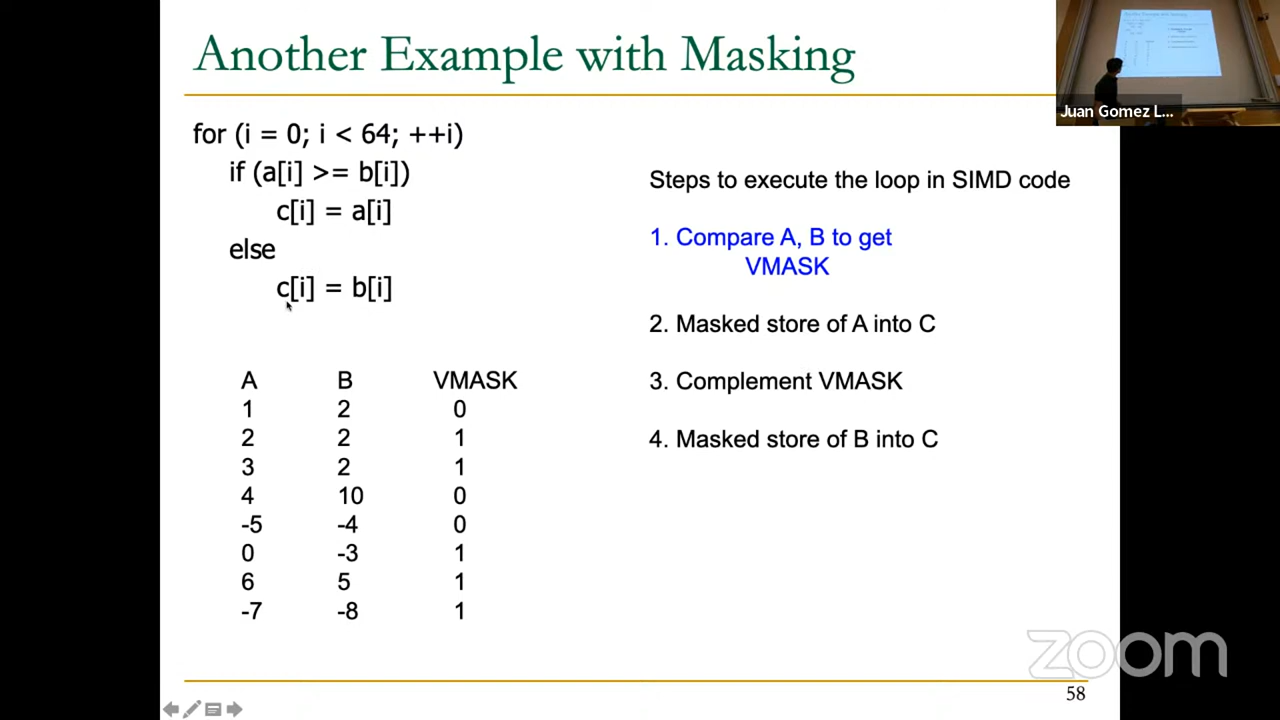 Another Example with Masking
Juan Gomez L...
for (i = 0; i < 64; ++i)
if (a[i] >= b[i])
c[i] = a[i]
else
c[i] = b[i]
Steps to execute the loop in SIMD code
1. Compare A, B to get
VMASK
2. Masked store of A into C
3. Complement VMASK
4. Masked store of B into C
A B VMASK
1 2 0
2 2 1
3 2 1
4 10 0
-5 -4 0
0 -3 1
6 5 1
-7 -8 1
zoom
58